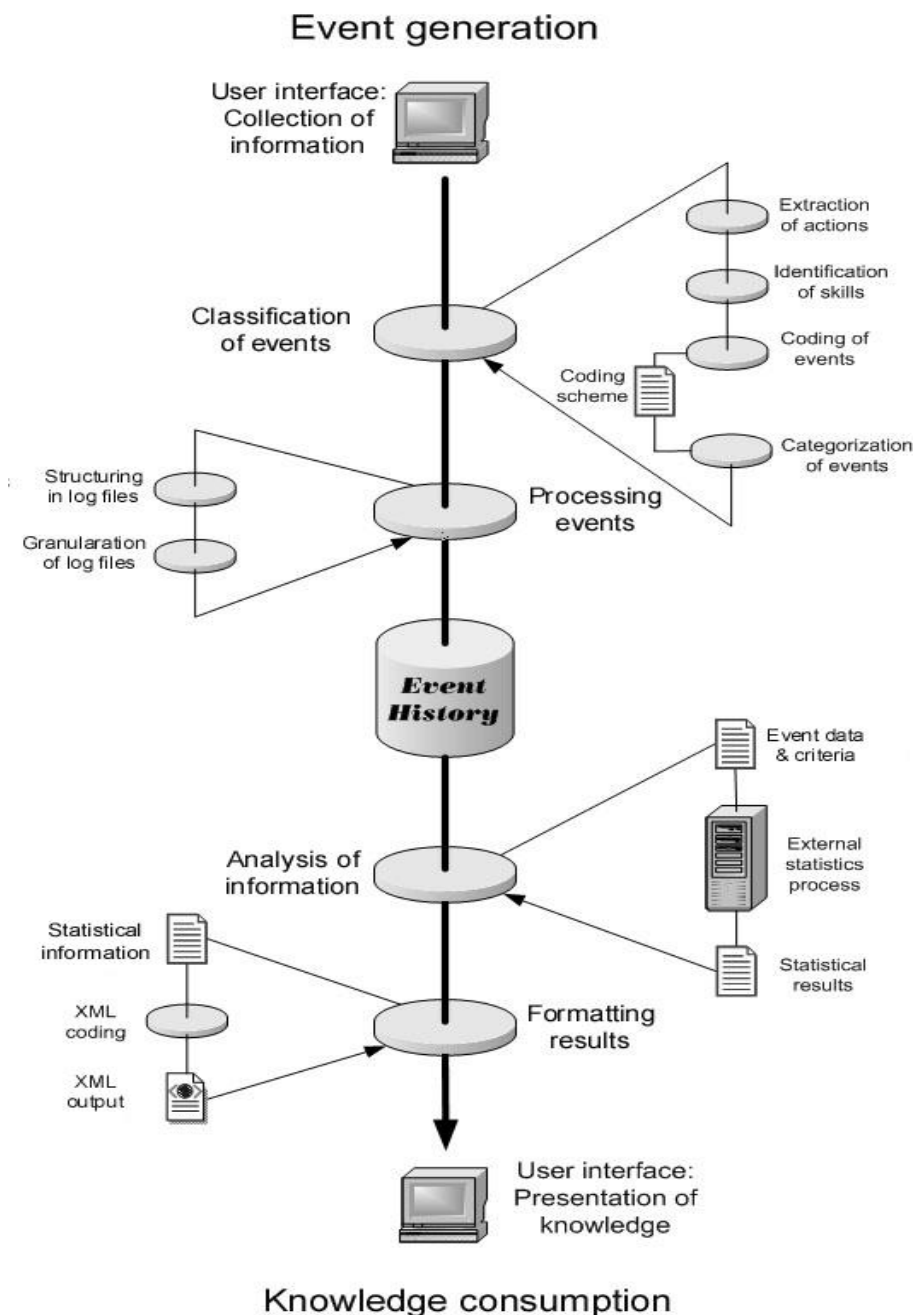 Event generation
User interface:
Collection of
information
Extraction
of actions
Identification
of skills
Classification
of events
Coding of
events
Coding
scheme
Categorization
of events
Structuring
in log files
Processing
events
Granularation
of log files
Event
History
Event data
& criteria
External
statistics
process
Analysis of
information
Statistical
information
Statistical
results
XML
coding
Formatting
results
XML
output
User interface:
Presentation of
knowledge
Knowledge consumption